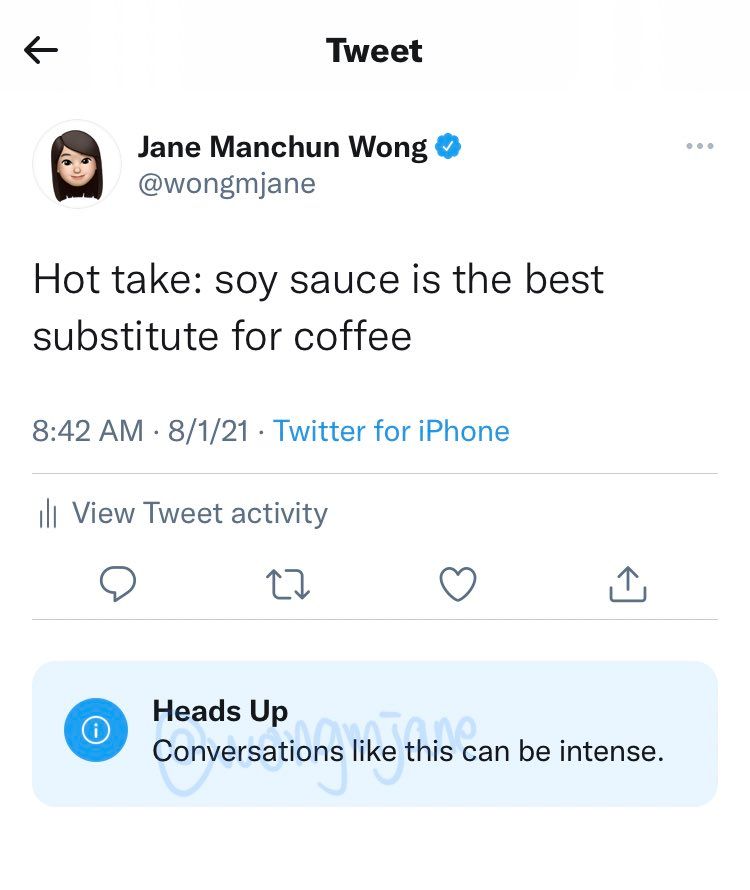 Tweet
Jane Manchun Wong
@wongmjane
Hot take: soy sauce is the best
substitute for coffee
8:42 AM · 8/1/21 · Twitter for iPhone
View Tweet activity
Heads Up
@wongmjane
Conversations like this can be intense.